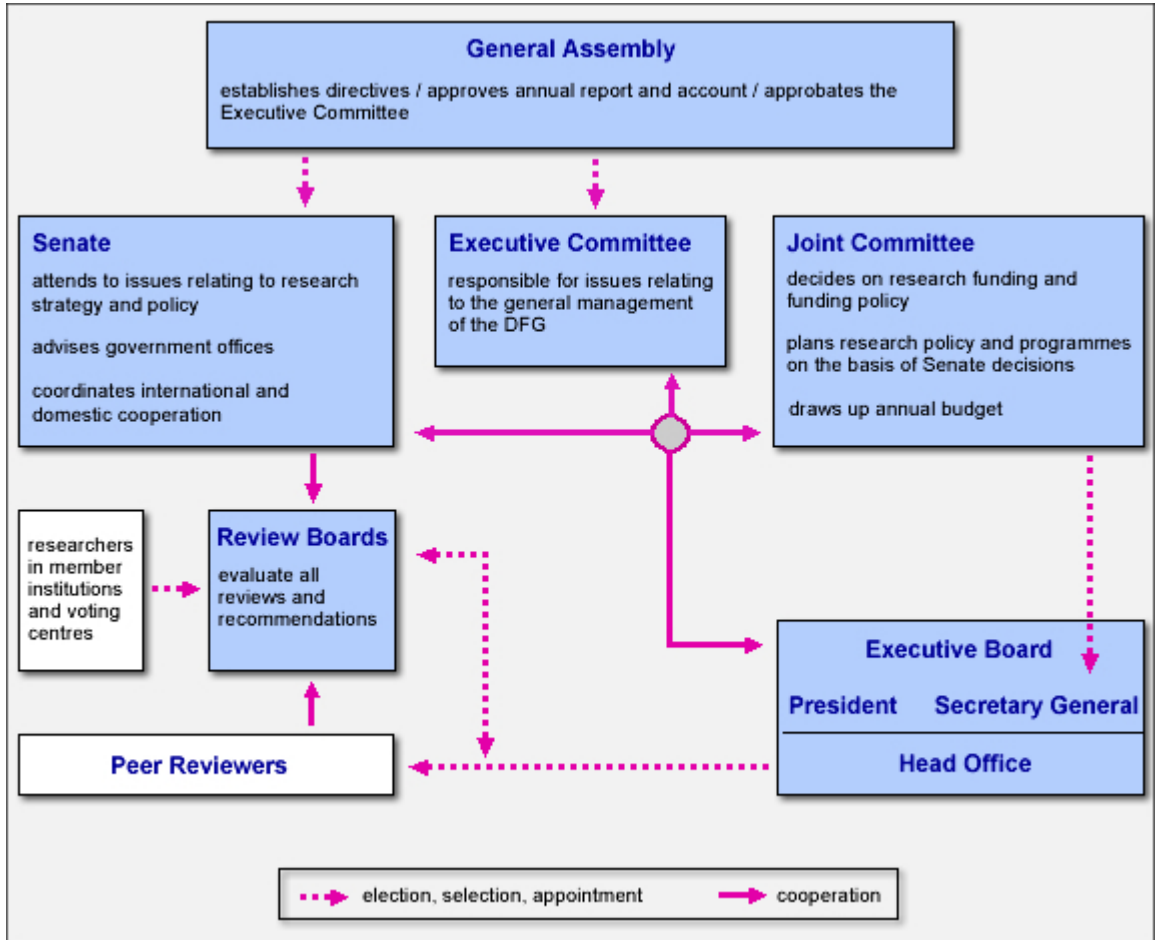 General Assembly
establishes directives / approves annual report and account / approbates the
Executive Committee
Senate
attends to issues relating to research
strategy and policy
advises government offices
coordinates international and
domestic cooperation
Executive Committee
responsible for issues relating
to the general management
of the DFG
Joint Committee
decides on research funding and
funding policy
plans research policy and programmes
on the basis of Senate decisions
draws up annual budget
researchers
in member
institutions
and voting
centres
Review Boards
evaluate all
reviews and
recommendations
Executive Board
President Secretary General
Head Office
Peer Reviewers
election, selection, appointment
cooperation